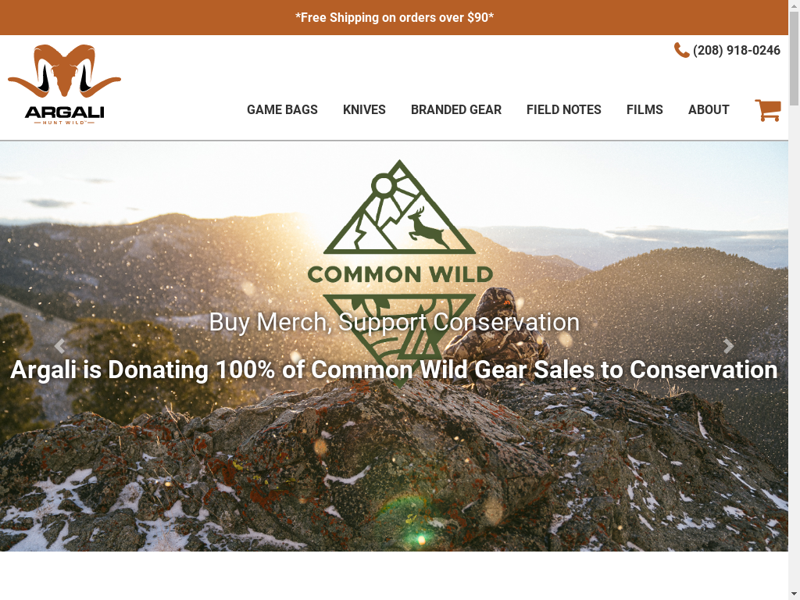 *Free Shipping on orders over $90*
(208) 918-0246
ARGALI
HUNT WILD
GAME BAGS KNIVES BRANDED GEAR FIELD NOTES FILMS ABOUT
COMMON WILD
Buy Merch, Support Conservation
Argali is Donating 100% of Common Wild Gear Sales to Conservation